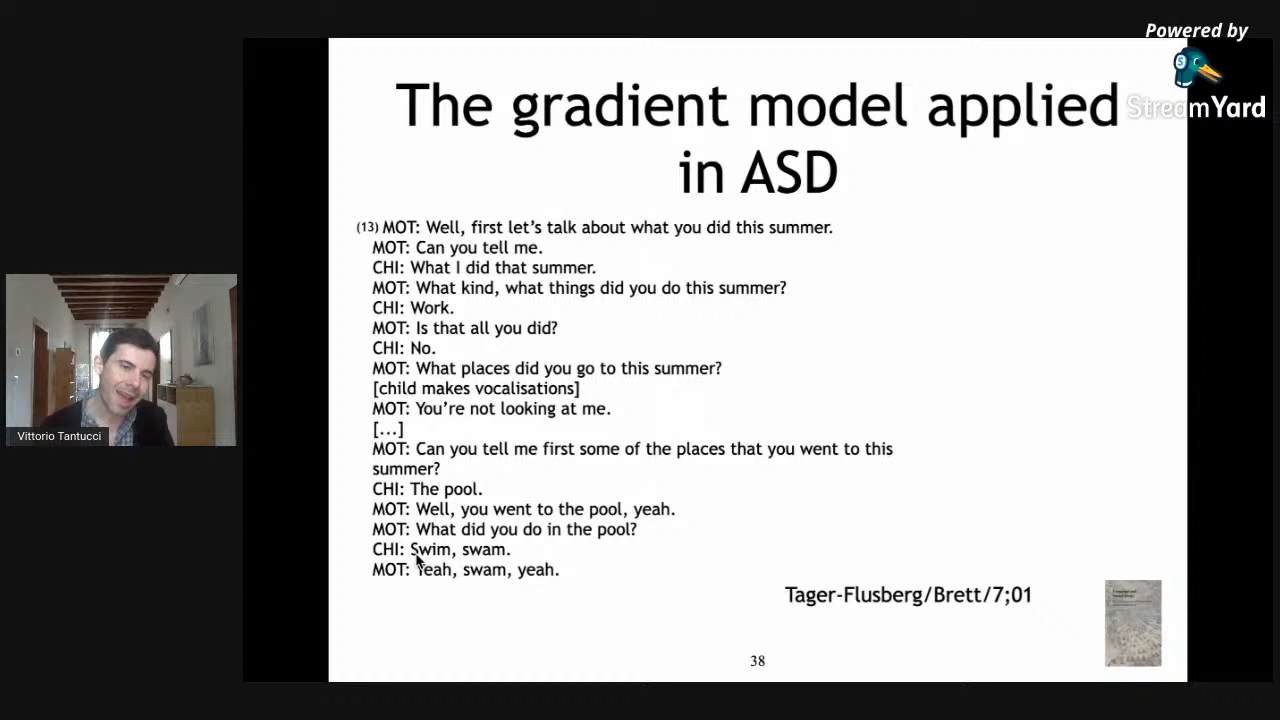 Powered by
StreamYard
The gradient model applied
in ASD
(13) MOT: Well, first let’s talk about what you did this summer.
MOT: Can you tell me.
CHI: What I did that summer.
MOT: What kind, what things did you do this summer?
CHI: Work.
MOT: Is that all you did?
CHI: No.
MOT: What places did you go to this summer?
[child makes vocalisations]
MOT: You’re not looking at me.
[...]
MOT: Can you tell me first some of the places that you went to this
summer?
CHI: The pool.
MOT: Well, you went to the pool, yeah.
MOT: What did you do in the pool?
CHI: Swim, swam.
MOT: Yeah, swam, yeah.
Tager-Flusberg/Brett/7;01
38
Vittorio Tantucci